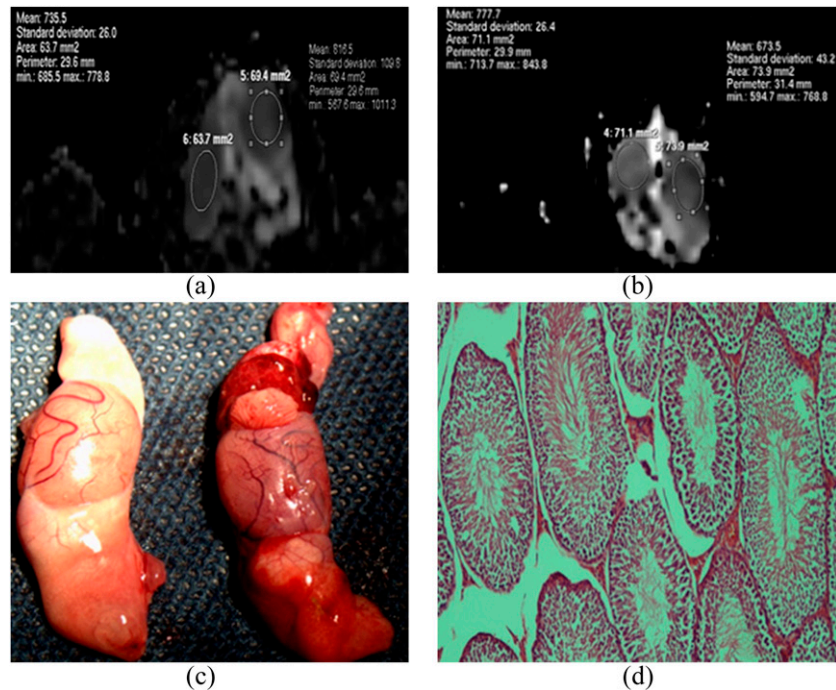 Mean: 735.5
Standard deviation: 26.0
Area: 63.7 mm2
Perimeter: 29.6 mm
min.: 685.5 max.: 778.8
Mean: 816.5
Standard deviation: 109.8
Area: 69.4 mm2
Perimeter: 29.6 mm
min.: 567.6 max.: 1011.3
5: 69.4 mm2
6: 63.7 mm2
(a)
Mean: 777.7
Standard deviation: 26.4
Area: 71.1 mm2
Perimeter: 29.9 mm
min.: 713.7 max.: 843.8
Mean: 673.5
Standard deviation: 43.2
Area: 73.9 mm2
Perimeter: 31.4 mm
min.: 594.7 max.: 768.8
4: 71.1 mm2
5: 73.9 mm2
(b)
(c)
(d)